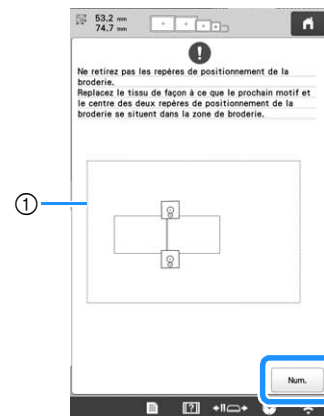 53.2 mm
74.7 mm
Ne retirez pas les repères de positionnement de la
broderie.
Replacez le tissu de façon à ce que le prochain motif et
le centre des deux repères de positionnement de la
broderie se situent dans la zone de broderie.
①
Num.